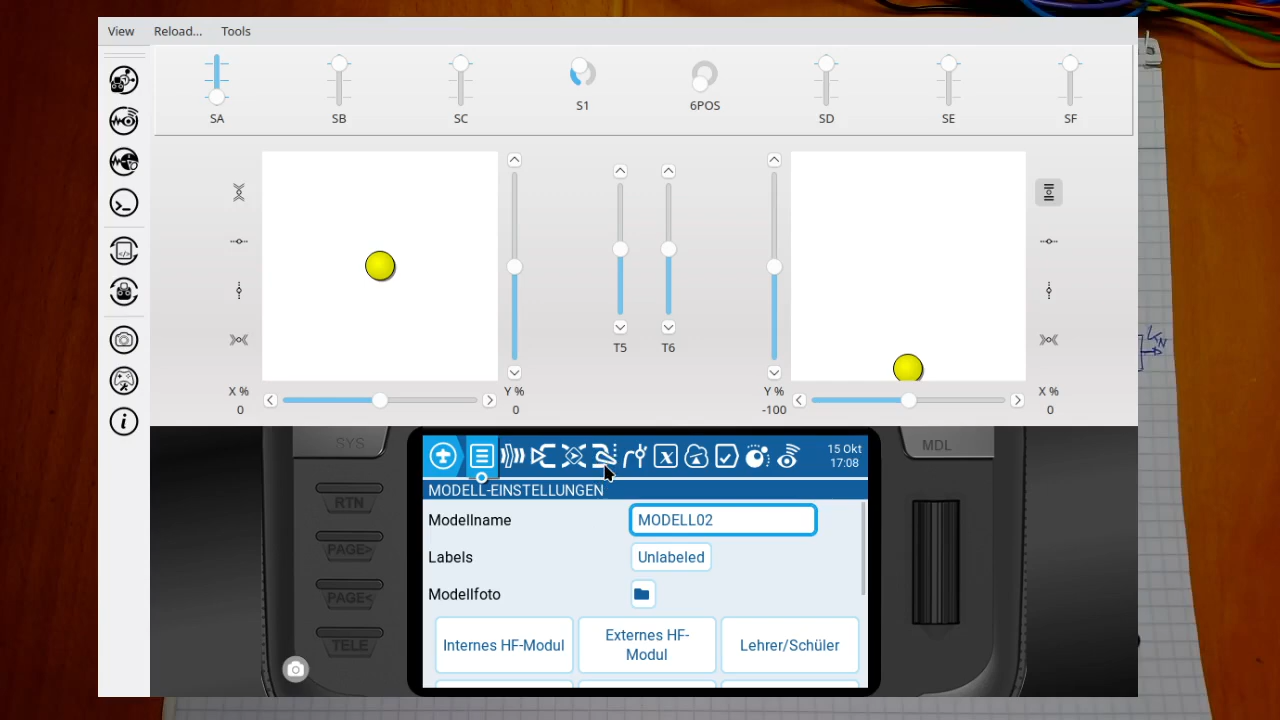 View Reload... Tools
SA SB SC S1 6POS SD SE SF
T5 T6
X % Y % Y % X %
0 0 -100 0
SYS MDL
15 Okt
17:08
RTN
MODELL-EINSTELLUNGEN
Modellname MODELL02
PAGE>
Labels Unlabeled
PAGE<
Modellfoto
TELE
Internes HF-Modul Externes HF-
Modul Lehrer/Schüler